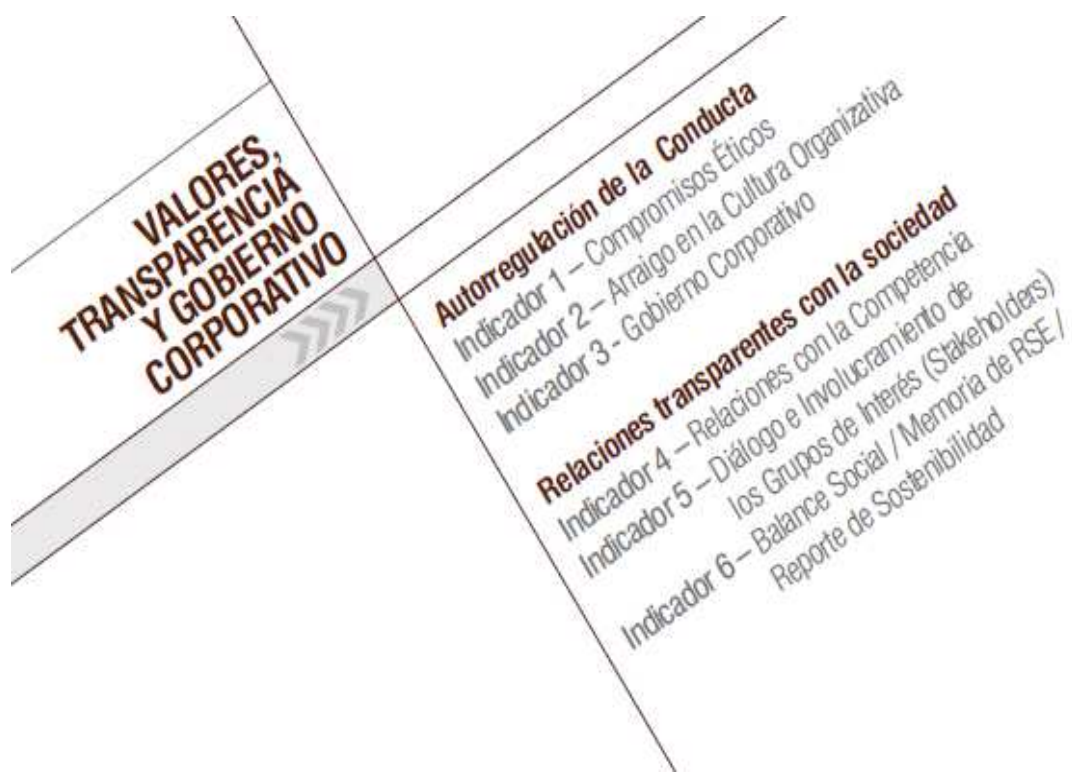 VALORES,
TRANSPARENCIA
Y GOBIERNO
CORPORATIVO
Autorregulación de la Conducta
Indicador 1 – Compromisos Éticos
Indicador 2 – Arraigo en la Cultura Organizativa
Indicador 3 - Gobierno Corporativo
Relaciones transparentes con la sociedad
Indicador 4 – Relaciones con la Competencia
Indicador 5 – Diálogo e Involucramiento de
los Grupos de Interés (Stakeholders)
Indicador 6 – Balance Social / Memoria de RSE /
Reporte de Sostenibilidad